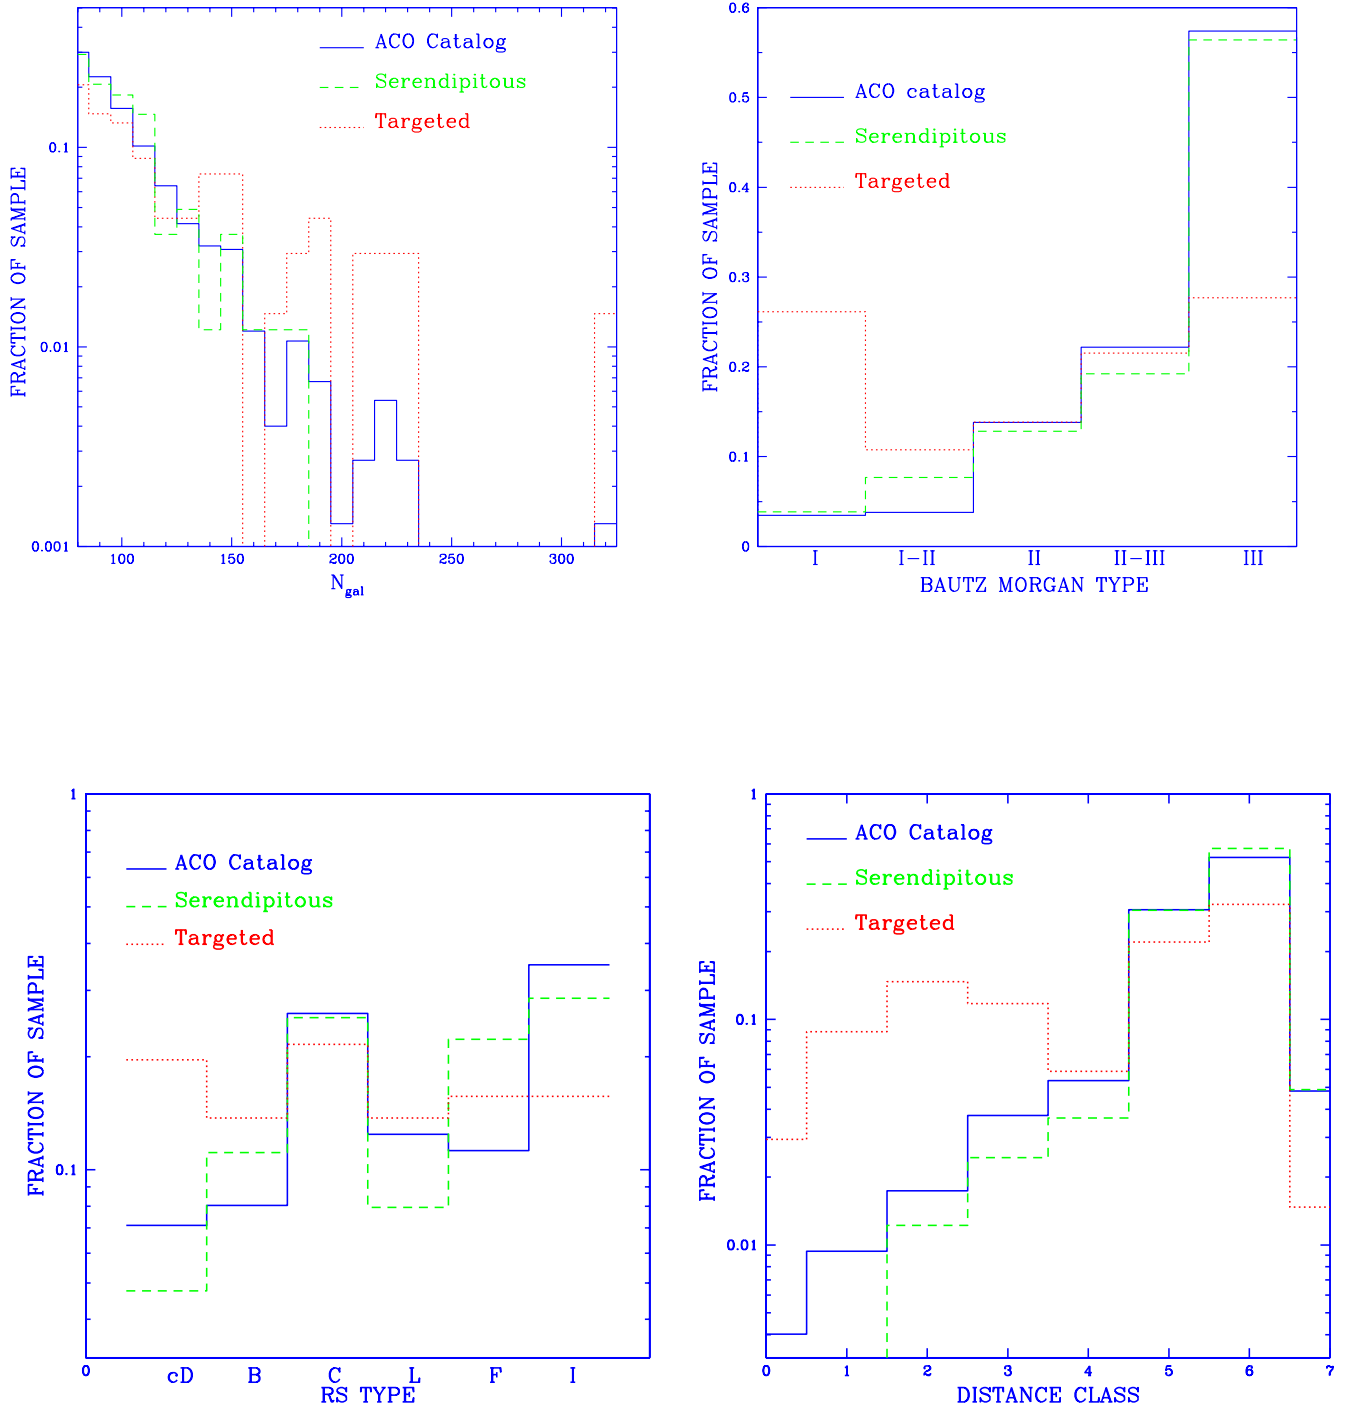 ACO Catalog
Serendipitous
Targeted
FRACTION OF SAMPLE
0.1
0.01
0.001
100 150 200 250 300
N_gal
0.6
0.5
0.4
0.3
0.2
0.1
0
ACO catalog
Serendipitous
Targeted
FRACTION OF SAMPLE
I I-II II II-III III
BAUTZ MORGAN TYPE
1
0.1
0
ACO Catalog
Serendipitous
Targeted
FRACTION OF SAMPLE
cD B C L F I
RS TYPE
1
0.1
0.01
ACO Catalog
Serendipitous
Targeted
FRACTION OF SAMPLE
0 1 2 3 4 5 6 7
DISTANCE CLASS